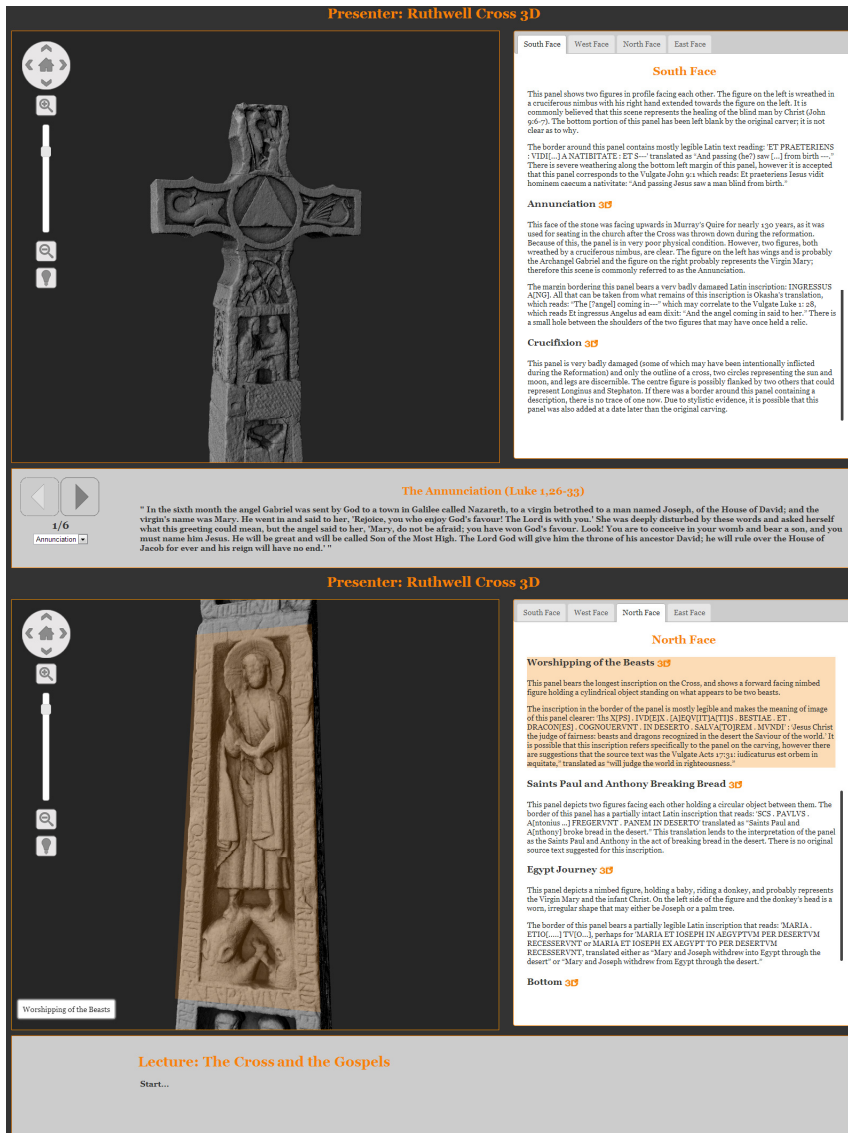 Presenter: Ruthwell Cross 3D
South Face
West Face
North Face
East Face
South Face
This panel shows two figures in profile facing each other. The figure on the left is wreathed in
a cruciform nimbus with his right hand extended towards the figure on the left. It is
commonly believed that this scene represents the healing of the blind man by Christ (John
9:6-7). The bottom portion of this panel has been left blank by the original carver; it is not
clear as to why.
The border around this panel contains mostly legible Latin text reading: 'ET PRAETERIENS
: VIDI[...] A NATIBITATE : ET S---' translated as "And passing (he?) saw [...] from birth ---."
There is severe weathering along the bottom left margin of this panel, however it is accepted
that this panel corresponds to the Vulgate John 9:1 which reads: Et praeteriens Iesus vidit
hominem caecum a nativitate: "And passing Jesus saw a man blind from birth."
Annunciation 3D
This face of the stone was facing upwards in Murray's Quire for nearly 130 years, as it was
used for seating in the church after the Cross was thrown down during the reformation.
Because of this, the panel is in very poor physical condition. However, two figures, both
wreathed by a cruciform nimbus, are clear. The figure on the left has wings and is probably
the Archangel Gabriel and the figure on the right probably represents the Virgin Mary;
therefore this scene is commonly referred to as the Annunciation.
The margin bordering this panel bears a very badly damaged Latin inscription: INGRESSUS
A[NG]. All that can be taken from what remains of this inscription is Okasha's translation,
which reads: "The [?angel] coming in---" which may correlate to the Vulgate Luke 1: 28,
which reads Et ingressus Angelus ad eam dixit: "And the angel coming in said to her." There is
a small hole between the shoulders of the two figures that may have once held a relic.
Crucifixion 3D
This panel is very badly damaged (some of which may have been intentionally inflicted
during the Reformation) and only the outline of a cross, two circles representing the sun and
moon, and legs are discernible. The centre figure is possibly flanked by two others that could
represent Longinus and Stephaton. If there was a border around this panel containing a
description, there is no trace of one now. Due to stylistic evidence, it is possible that this
panel was also added at a date later than the original carving.
1/6
Annunciation
The Annunciation (Luke 1,26-33)
" In the sixth month the angel Gabriel was sent by God to a town in Galilee called Nazareth, to a virgin betrothed to a man named Joseph, of the House of David; and the
virgin's name was Mary. He went in and said to her, 'Rejoice, you who enjoy God's favour! The Lord is with you.' She was deeply disturbed by these words and asked herself
what this greeting could mean, but the angel said to her, 'Mary, do not be afraid; you have won God's favour. Look! You are to conceive in your womb and bear a son, and you
must name him Jesus. He will be great and will be called Son of the Most High. The Lord God will give him the throne of his ancestor David; he will rule over the House of
Jacob for ever and his reign will have no end.' "
Presenter: Ruthwell Cross 3D
South Face
West Face
North Face
East Face
North Face
Worshipping of the Beasts 3D
This panel bears the longest inscription on the Cross, and shows a forward facing nimbed
figure holding a cylindrical object standing on what appears to be two beasts.
The inscription in the border of the panel is mostly legible and makes the meaning of image
of this panel clearer: 'Ihs X[PS] . IVD[E]X . [A]EQV[IT]A[TI]S . BESTIAE . ET .
DRACON[ES] . COGNOUERVNT . IN DESERTO . SALVA[TO]REM . MVNDI' : 'Jesus Christ
the judge of fairness: beasts and dragons recognized in the desert the Saviour of the world.' It
is possible that this inscription refers specifically to the panel on the carving, however there
are suggestions that the source text was the Vulgate Acts 17:31: iudicaturus est orbem in
æquitate," translated as "will judge the world in righteousness."
Saints Paul and Anthony Breaking Bread 3D
This panel depicts two figures facing each other holding a circular object between them. The
border of this panel has a partially intact Latin inscription that reads: 'SCS . PAVLVS .
A[ntonius ...] FREGERVNT . PANEM IN DESERTO' translated as "Saints Paul and
A[nthony] broke bread in the desert." This translation lends to the interpretation of the panel
as the Saints Paul and Anthony in the act of breaking bread in the desert. There is no original
source text suggested for this inscription.
Egypt Journey 3D
This panel depicts a nimbed figure, holding a baby, riding a donkey, and probably represents
the Virgin Mary and the infant Christ. On the left side of the figure and the donkey's head is a
worn, irregular shape that may either be Joseph or a palm tree.
The border of this panel bears a partially legible Latin inscription that reads: 'MARIA .
ETIO[.....] TV[O...], perhaps for 'MARIA ET IOSEPH IN AEGYPTVM PER DESERTVM
RECESSERVNT or MARIA ET IOSEPH EX AEGYPT TO PER DESERTVM
RECESSERVNT, translated either as "Mary and Joseph withdrew into Egypt through the
desert" or "Mary and Joseph withdrew from Egypt through the desert."
Bottom 3D
Worshipping of the Beasts
Lecture: The Cross and the Gospels
Start...